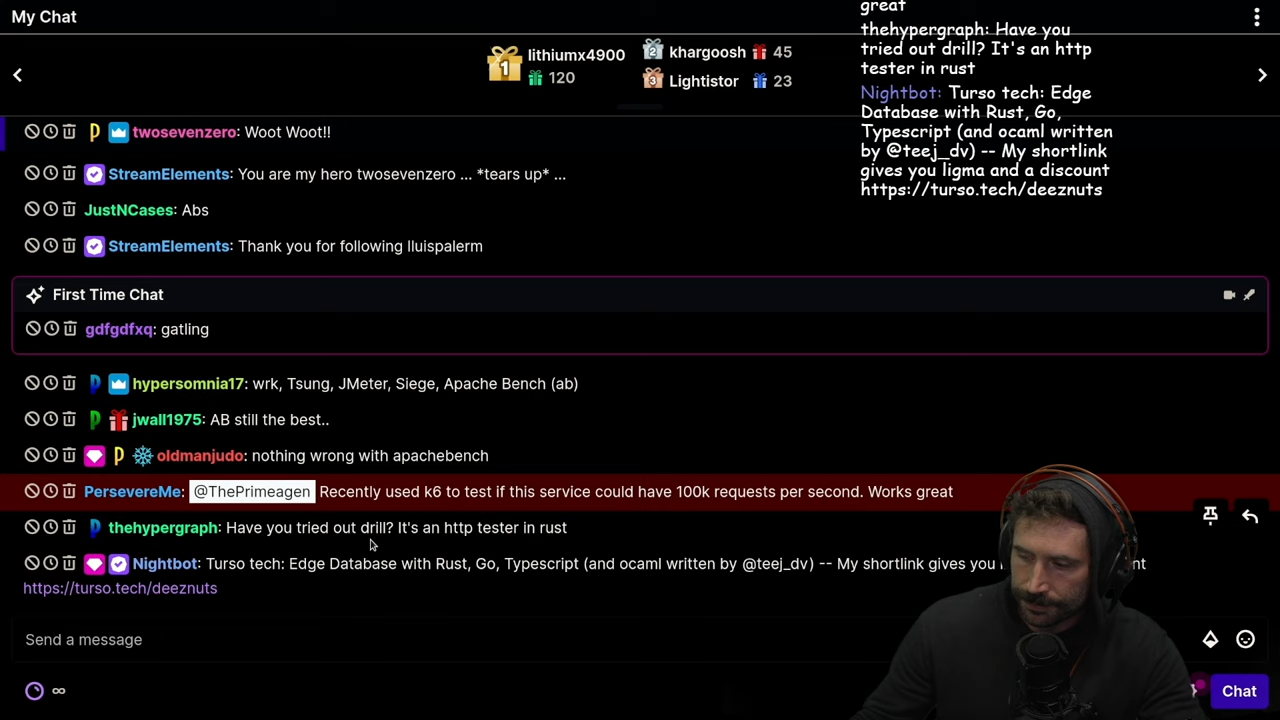 My Chat
lithiumx4900
120
khargoosh 45
Lightistor 23
great
thehypergraph: Have you
tried out drill? It's an http
tester in rust
Nightbot: Turso tech: Edge
Database with Rust, Go,
Typescript (and ocaml written
by @teej_dv) -- My shortlink
gives you ligma and a discount
https://turso.tech/deeznuts
twosevenzero: Woot Woot!!
StreamElements: You are my hero twosevenzero ... *tears up* ...
JustNCases: Abs
StreamElements: Thank you for following lluispalerm
First Time Chat
gdfgdfxq: gatling
hypersomnia17: wrk, Tsung, JMeter, Siege, Apache Bench (ab)
jwall1975: AB still the best..
oldmanjudo: nothing wrong with apachebench
PersevereMe: @ThePrimeagen Recently used k6 to test if this service could have 100k requests per second. Works great
thehypergraph: Have you tried out drill? It's an http tester in rust
Nightbot: Turso tech: Edge Database with Rust, Go, Typescript (and ocaml written by @teej_dv) -- My shortlink gives you
https://turso.tech/deeznuts
Send a message
Chat